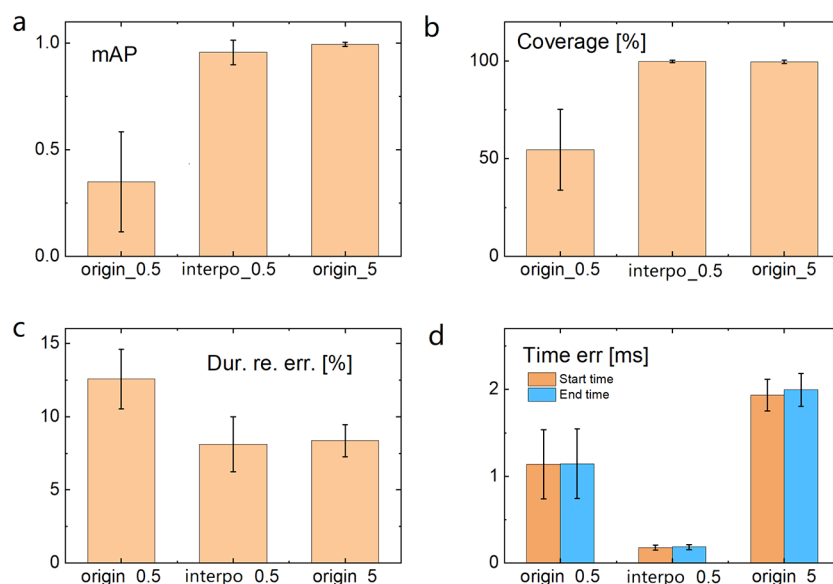 a
mAP
1.0
0.5
0.0
origin_0.5
interpo_0.5
origin_5
b
Coverage [%]
100
50
0
origin_0.5
interpo_0.5
origin_5
c
Dur. re. err. [%]
15
10
5
0
origin_0.5
interpo_0.5
origin_5
d
Time err [ms]
Start time
End time
2
1
0
origin_0.5
interpo_0.5
origin_5